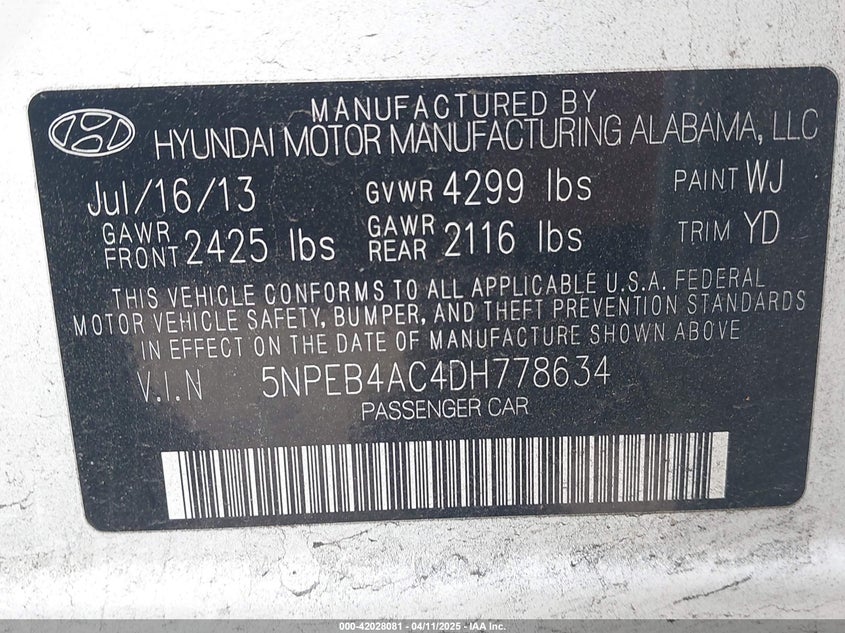 MANUFACTURED BY
HYUNDAI MOTOR MANUFACTURING ALABAMA, LLC
Jul/16/13 GVWR 4299 lbs PAINT WJ
GAWR FRONT 2425 lbs GAWR REAR 2116 lbs TRIM YD
THIS VEHICLE CONFORMS TO ALL APPLICABLE U.S.A. FEDERAL
MOTOR VEHICLE SAFETY, BUMPER, AND THEFT PREVENTION STANDARDS
IN EFFECT ON THE DATE OF MANUFACTURE SHOWN ABOVE
V.I.N 5NPEB4AC4DH778634
PASSENGER CAR
000-42028081 - 04/11/2025 - IAA Inc.